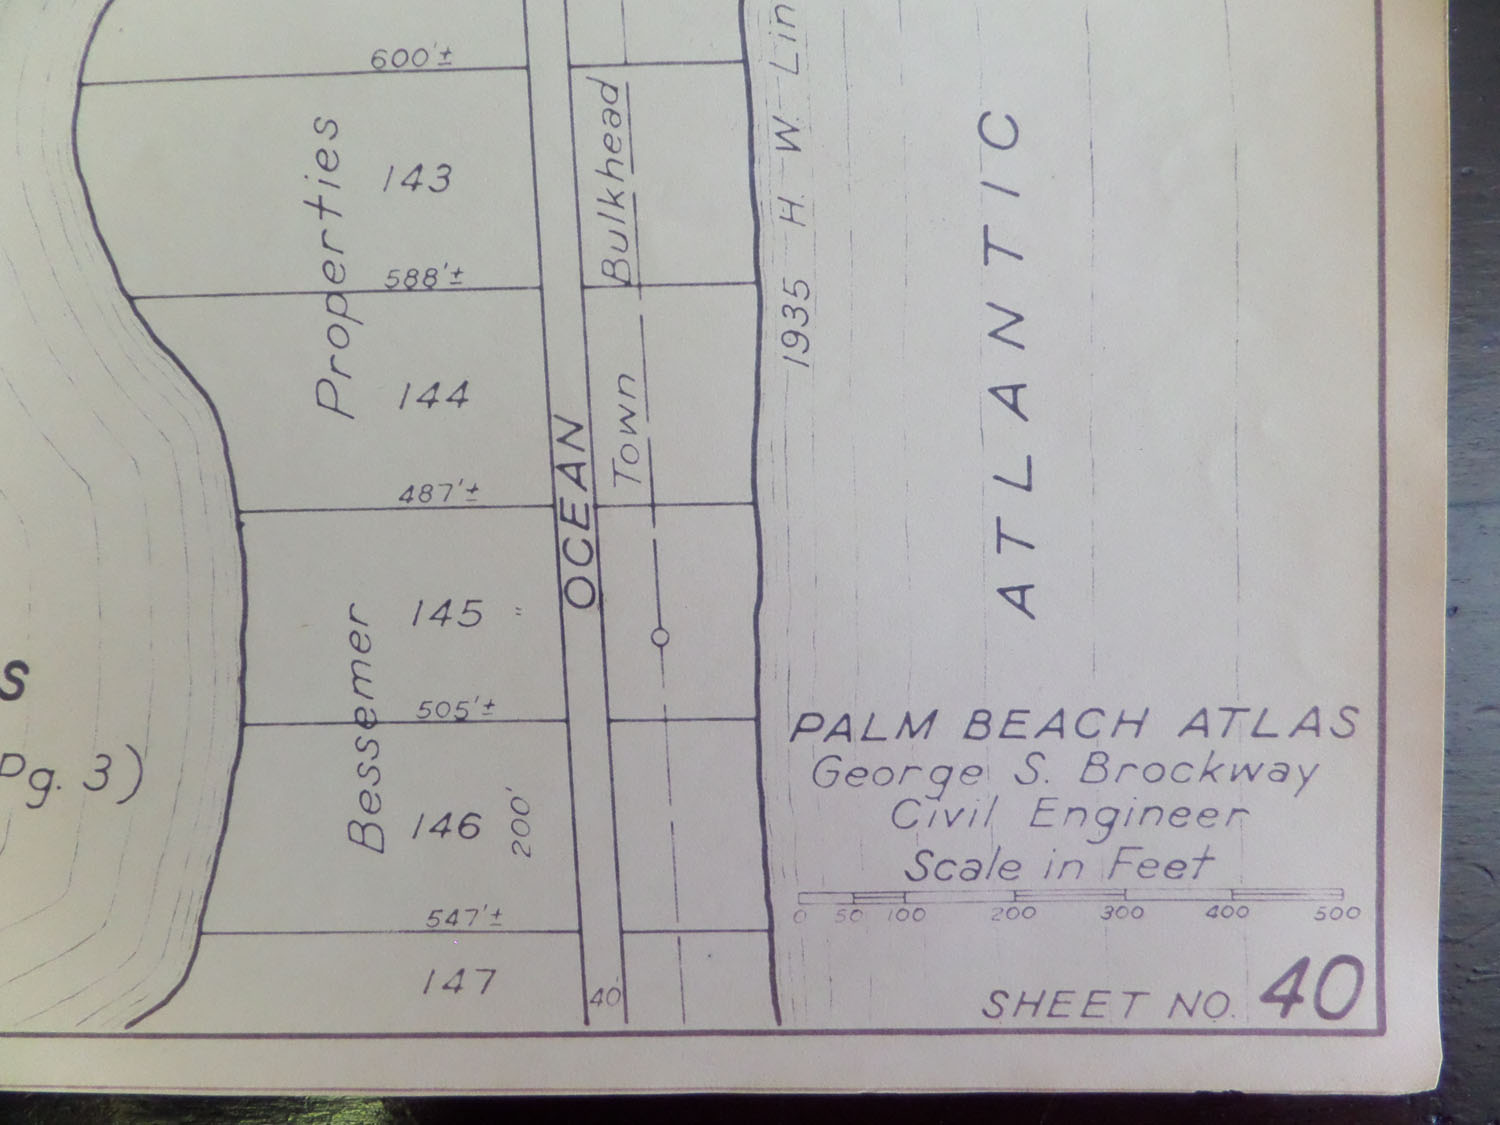 600'±
143
Properties
588'±
144
487'±
145 "
Bessemer
505'±
146
200'
547'±
147
40'
OCEAN
Town Bulkhead
1935 H. W. Lin
ATLANTIC
S
Pg. 3)
PALM BEACH ATLAS
George S. Brockway
Civil Engineer
Scale in Feet
0 50 100 200 300 400 500
SHEET NO. 40